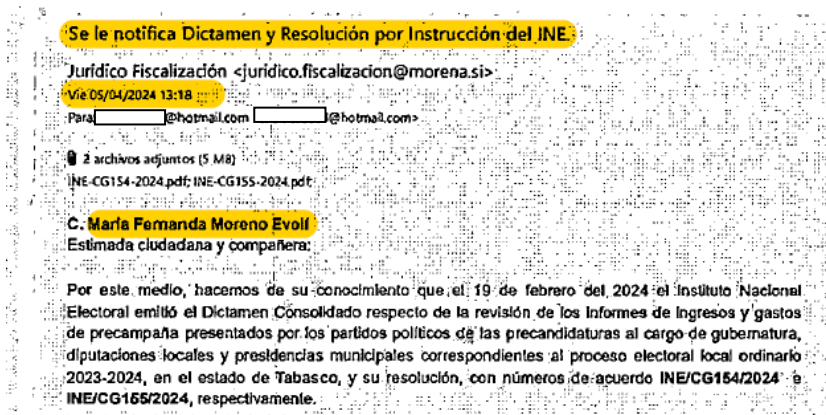 Se le notifica Dictamen y Resolución por Instrucción del INE.
Jurídico Fiscalización <juridico.fiscalizacion@morena.si>
Vie 05/04/2024 13:18
Para @hotmail.com @hotmail.com>
2 archivos adjuntos (5 MB)
INE-CG154-2024.pdf; INE-CG155-2024.pdf
C. María Fernanda Moreno Evolí
Estimada ciudadana y compañera:
Por este medio, hacemos de su conocimiento que el 19 de febrero del 2024 el Instituto Nacional
Electoral emitió el Dictamen Consolidado respecto de la revisión de los Informes de Ingresos y gastos
de precampaña presentados por los partidos políticos de las precandidaturas al cargo de gubernatura,
diputaciones locales y presidencias municipales correspondientes al proceso electoral local ordinario
2023-2024, en el estado de Tabasco, y su resolución, con números de acuerdo INE/CG154/2024 e
INE/CG155/2024, respectivamente.